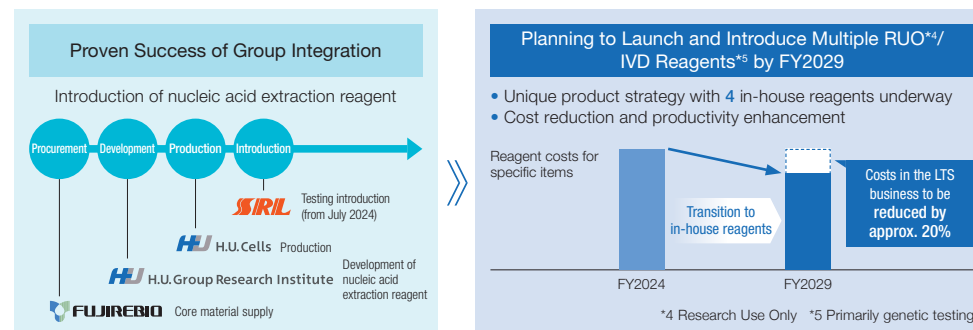 Proven Success of Group Integration
Introduction of nucleic acid extraction reagent
Procurement
Development
Production
Introduction
SRL
Testing introduction
(from July 2024)
HU H.U.Cells Production
HU H.U.Group Research Institute
Development of
nucleic acid
extraction reagent
FUJIREBIO Core material supply
Planning to Launch and Introduce Multiple RUO*4/
IVD Reagents*5 by FY2029
• Unique product strategy with 4 in-house reagents underway
• Cost reduction and productivity enhancement
Reagent costs for
specific items
Transition to
in-house reagents
Costs in the LTS
business to be
reduced by
approx. 20%
FY2024
FY2029
*4 Research Use Only *5 Primarily genetic testing